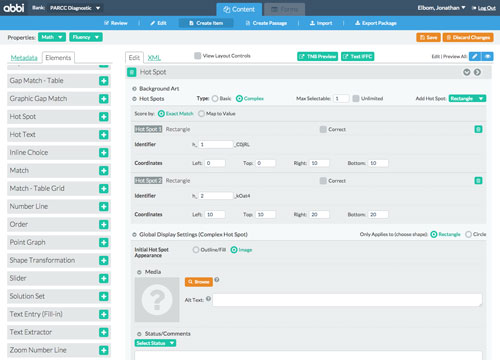 abbi Bank: PARCC Diagnostic Content Forms Elbom, Jonathan Log Out
Review Edit Create Item Create Passage Import Export Package
Properties: Math Fluency Save Discard Changes
Metadata Elements Edit XML View Layout Controls TN8 Preview Test IFFC Edit | Preview All:
Hot Spot
Gap Match - Table
Graphic Gap Match
Hot Spot
Hot Text
Inline Choice
Match
Match - Table Grid
Number Line
Order
Point Graph
Shape Transformation
Slider
Solution Set
Text Entry (Fill-in)
Text Extractor
Zoom Number Line
Background Art
Hot Spots Type: Basic Complex Max Selectable: 1 Unlimited Add Hot Spot: Rectangle
Score by: Exact Match Map to Value
Hot Spot 1 Rectangle Correct
Identifier h_ 1
Coordinates Left: 0 Top: 0 Right: 10 Bottom: 10
Hot Spot 2 Rectangle Correct
Identifier h_ 2 _kOat4
Coordinates Left: 10 Top: 10 Right: 20 Bottom: 20
Global Display Settings (Complex Hot Spot) Only Applies to (choose shape): Rectangle Circle
Initial Hot Spot Appearance Outline/Fill Image
Media
? Browse
Alt Text:
Status/Comments
Select Status